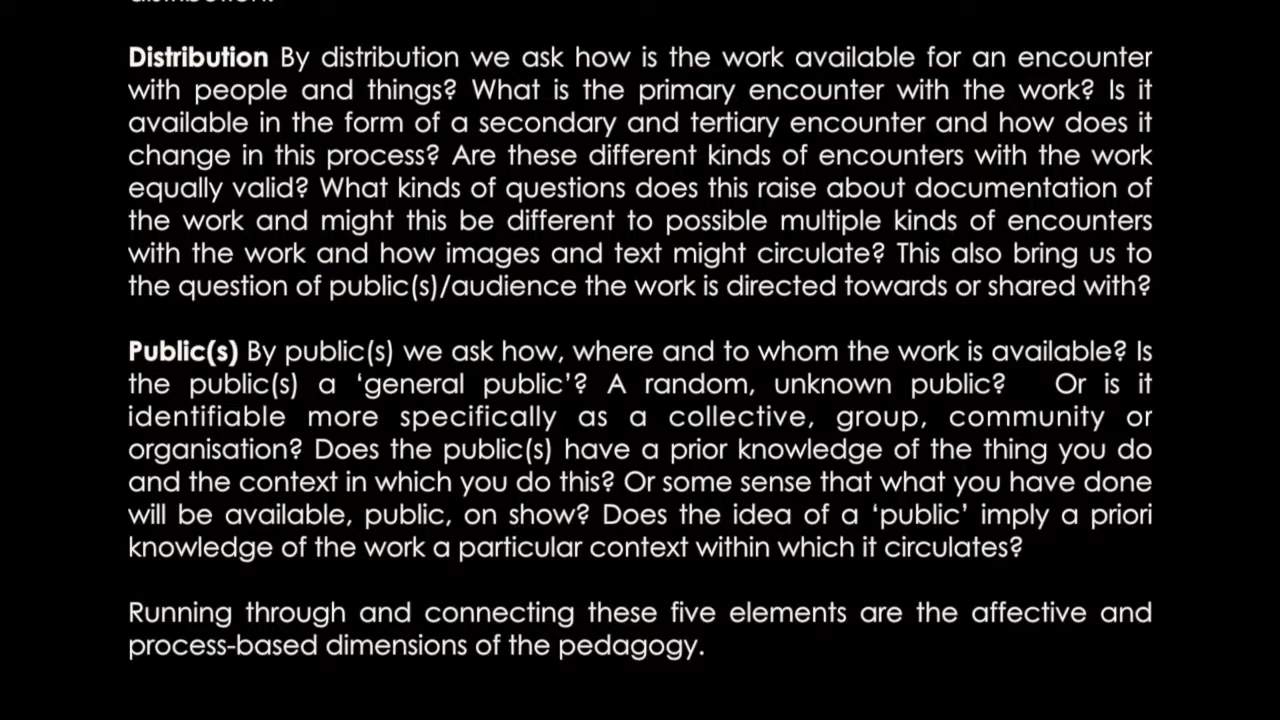 distribution.
Distribution By distribution we ask how is the work available for an encounter
with people and things? What is the primary encounter with the work? Is it
available in the form of a secondary and tertiary encounter and how does it
change in this process? Are these different kinds of encounters with the work
equally valid? What kinds of questions does this raise about documentation of
the work and might this be different to possible multiple kinds of encounters
with the work and how images and text might circulate? This also bring us to
the question of public(s)/audience the work is directed towards or shared with?
Public(s) By public(s) we ask how, where and to whom the work is available? Is
the public(s) a ‘general public’? A random, unknown public? Or is it
identifiable more specifically as a collective, group, community or
organisation? Does the public(s) have a prior knowledge of the thing you do
and the context in which you do this? Or some sense that what you have done
will be available, public, on show? Does the idea of a ‘public’ imply a priori
knowledge of the work a particular context within which it circulates?
Running through and connecting these five elements are the affective and
process-based dimensions of the pedagogy.